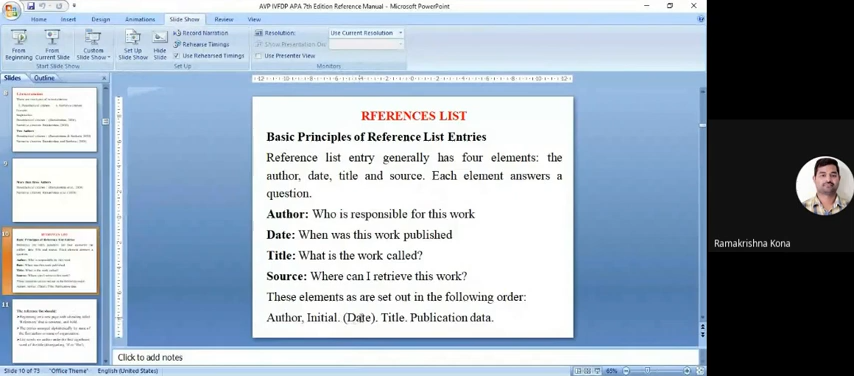 AVP IVFDP APA 7th Edition Reference Manual - Microsoft PowerPoint
Home Insert Design Animations Slide Show Review View
From Beginning
From Current Slide
Custom Slide Show
Set Up Slide Show
Hide Slide
Record Narration
Rehearse Timings
Use Rehearsed Timings
Resolution: Use Current Resolution
Show Presentation On:
Use Presenter View
Start Slide Show Set Up Monitors
Slides Outline
9
10
11
RFERENCES LIST
Basic Principles of Reference List Entries
Reference list entry generally has four elements: the
author, date, title and source. Each element answers a
question.
Author: Who is responsible for this work
Date: When was this work published
Title: What is the work called?
Source: Where can I retrieve this work?
These elements as are set out in the following order:
Author, Initial. (Date). Title. Publication data.
Ramakrishna Kona
Click to add notes
Slide 10 of 75 "Office Theme" English (United States)